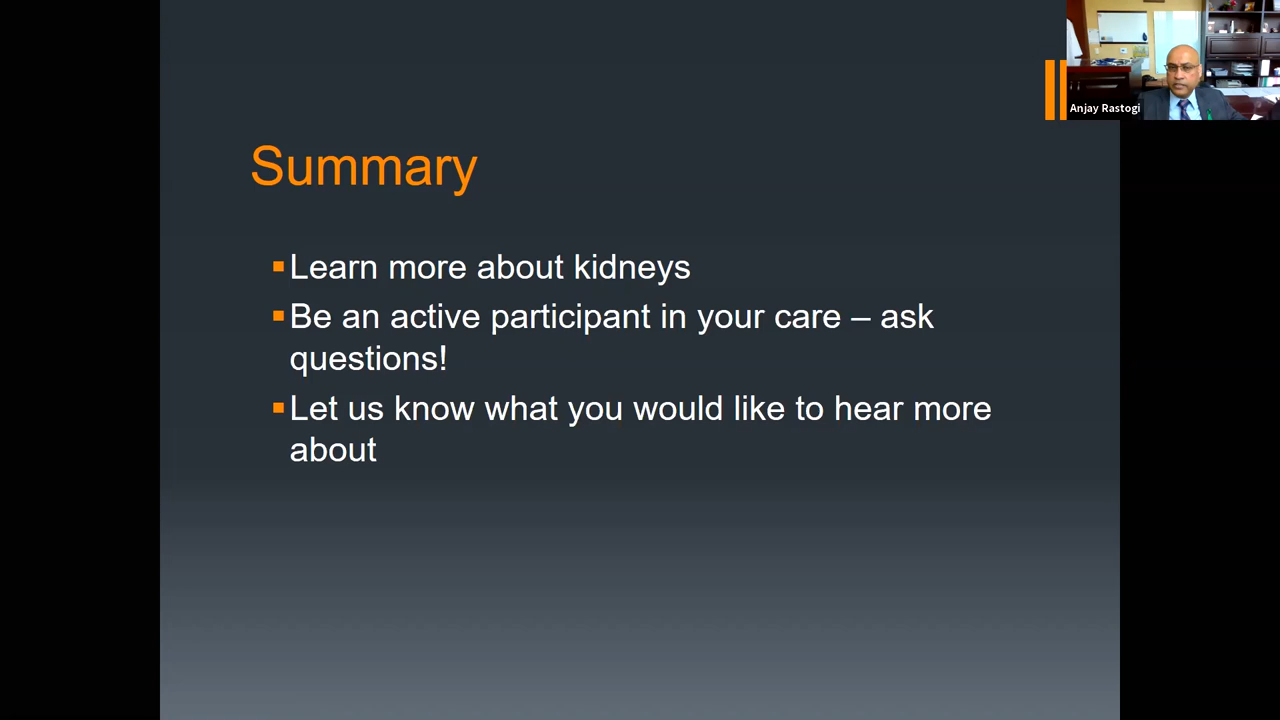 Anjay Rastogi
Summary
Learn more about kidneys
Be an active participant in your care – ask
questions!
Let us know what you would like to hear more
about